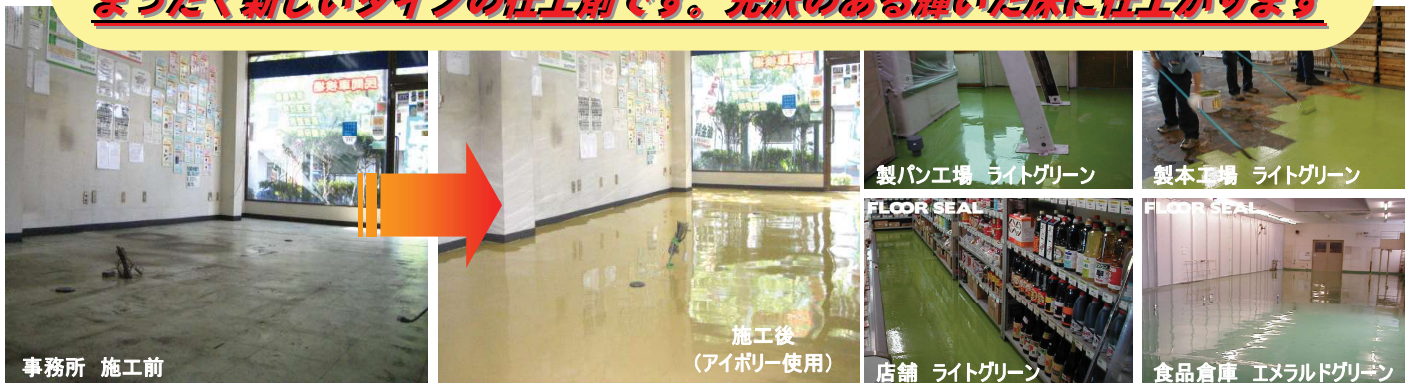 まったく新しいタイプの仕上剤です。光沢のある輝いた床に仕上がります
事務所 施工前
施工後
(アイボリー使用)
製パン工場 ライトグリーン
製本工場 ライトグリーン
FLOOR SEAL
店舗 ライトグリーン
FLOOR SEAL
食品倉庫 エメラルドグリーン